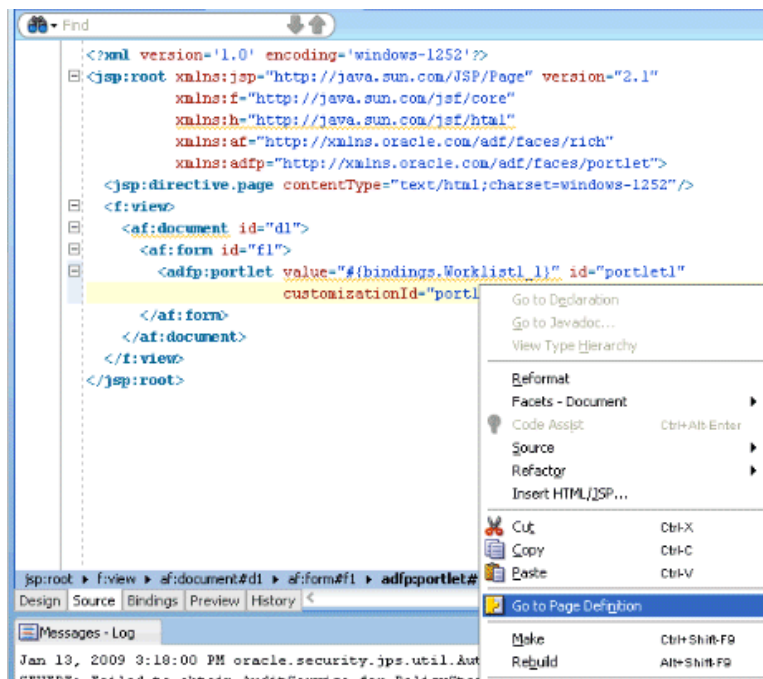 Find
<?xml version='1.0' encoding='windows-1252'?>
<jsp:root xmlns:jsp="http://java.sun.com/JSP/Page" version="2.1"
xmlns:f="http://java.sun.com/jsf/core"
xmlns:h="http://java.sun.com/jsf/html"
xmlns:af="http://xmlns.oracle.com/adf/faces/rich"
xmlns:adfp="http://xmlns.oracle.com/adf/faces/portlet">
<jsp:directive.page contentType="text/html;charset=windows-1252"/>
<f:view>
<af:document id="d1">
<af:form id="f1">
<adfp:portlet value="#{bindings.Worklist1_1}" id="portlet1"
customizationId="portl
</af:form>
</af:document>
</f:view>
</jsp:root>
Go to Declaration
Go to Javadoc...
View Type Hierarchy
Reformat
Facets - Document
Code Assist Ctrl+Alt-Enter
Source
Refactor
Insert HTML/JSP...
Cut Ctrl-X
Copy Ctrl-C
Paste Ctrl-V
Go to Page Definition
Make Ctrl+Shift-F9
Rebuild Alt+Shift-F9
jsp:root f:view af:document#d1 af:form#f1 adfp:portlet#
Design Source Bindings Preview History
Messages - Log
Jan 13, 2009 3:18:00 PM oracle.security.jps.util.Aut
SEVERE: Failed to obtain AuditService for PolicySto